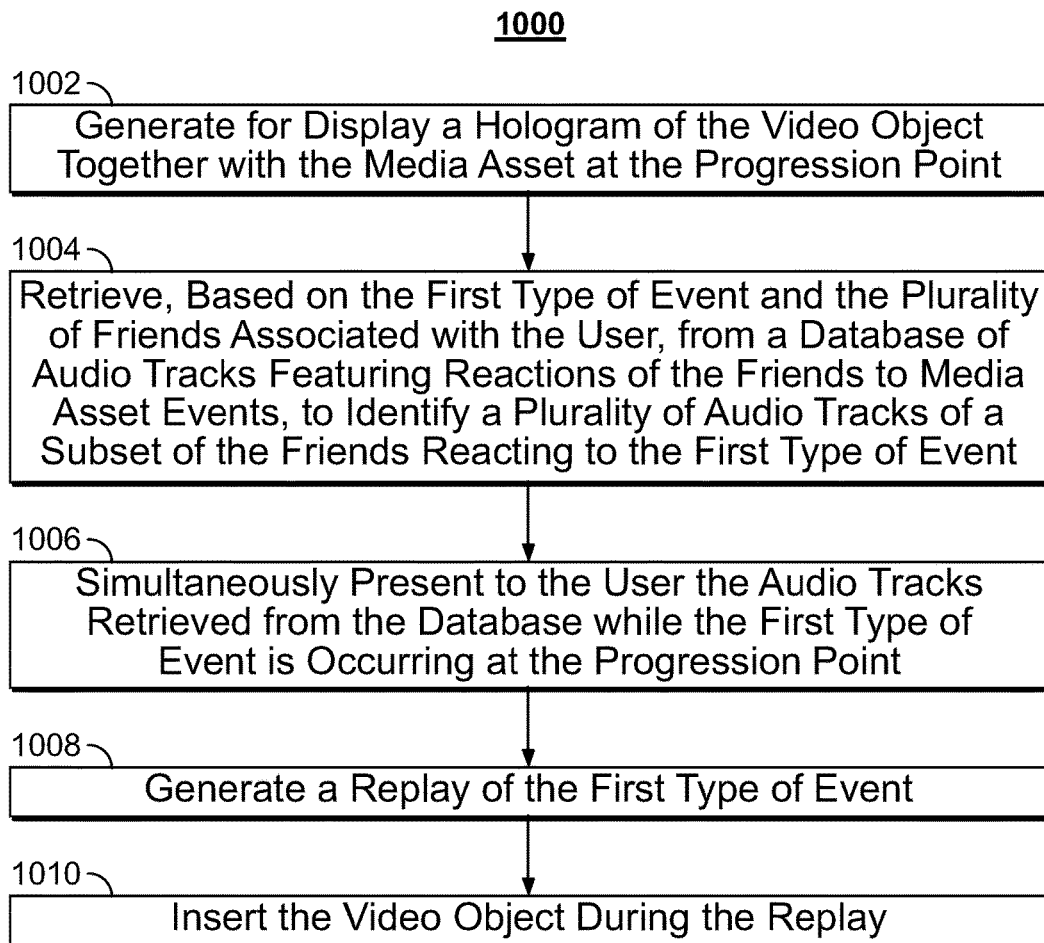 1000
1002
Generate for Display a Hologram of the Video Object
Together with the Media Asset at the Progression Point
1004
Retrieve, Based on the First Type of Event and the Plurality
of Friends Associated with the User, from a Database of
Audio Tracks Featuring Reactions of the Friends to Media
Asset Events, to Identify a Plurality of Audio Tracks of a
Subset of the Friends Reacting to the First Type of Event
1006
Simultaneously Present to the User the Audio Tracks
Retrieved from the Database while the First Type of
Event is Occurring at the Progression Point
1008
Generate a Replay of the First Type of Event
1010
Insert the Video Object During the Replay